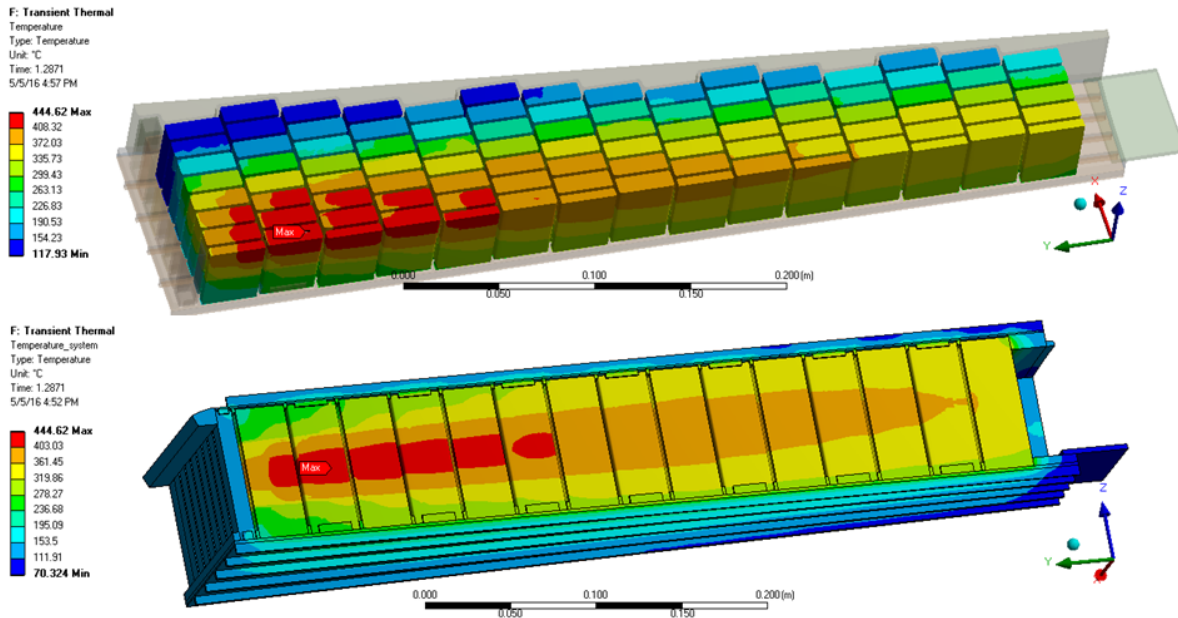 F: Transient Thermal
Temperature
Type: Temperature
Unit: °C
Time: 1.2871
5/5/16 4:57 PM
444.62 Max
408.32
372.03
335.73
299.43
263.13
226.83
190.53
154.23
117.93 Min
Max
X
Z
Y
0.000
0.100
0.200 (m)
0.050
0.150
F: Transient Thermal
Temperature_system
Type: Temperature
Unit: °C
Time: 1.2871
5/5/16 4:52 PM
444.62 Max
403.03
361.45
319.86
278.27
236.68
195.09
153.5
111.91
70.324 Min
Max
Z
Y
0.000
0.100
0.200 (m)
0.050
0.150